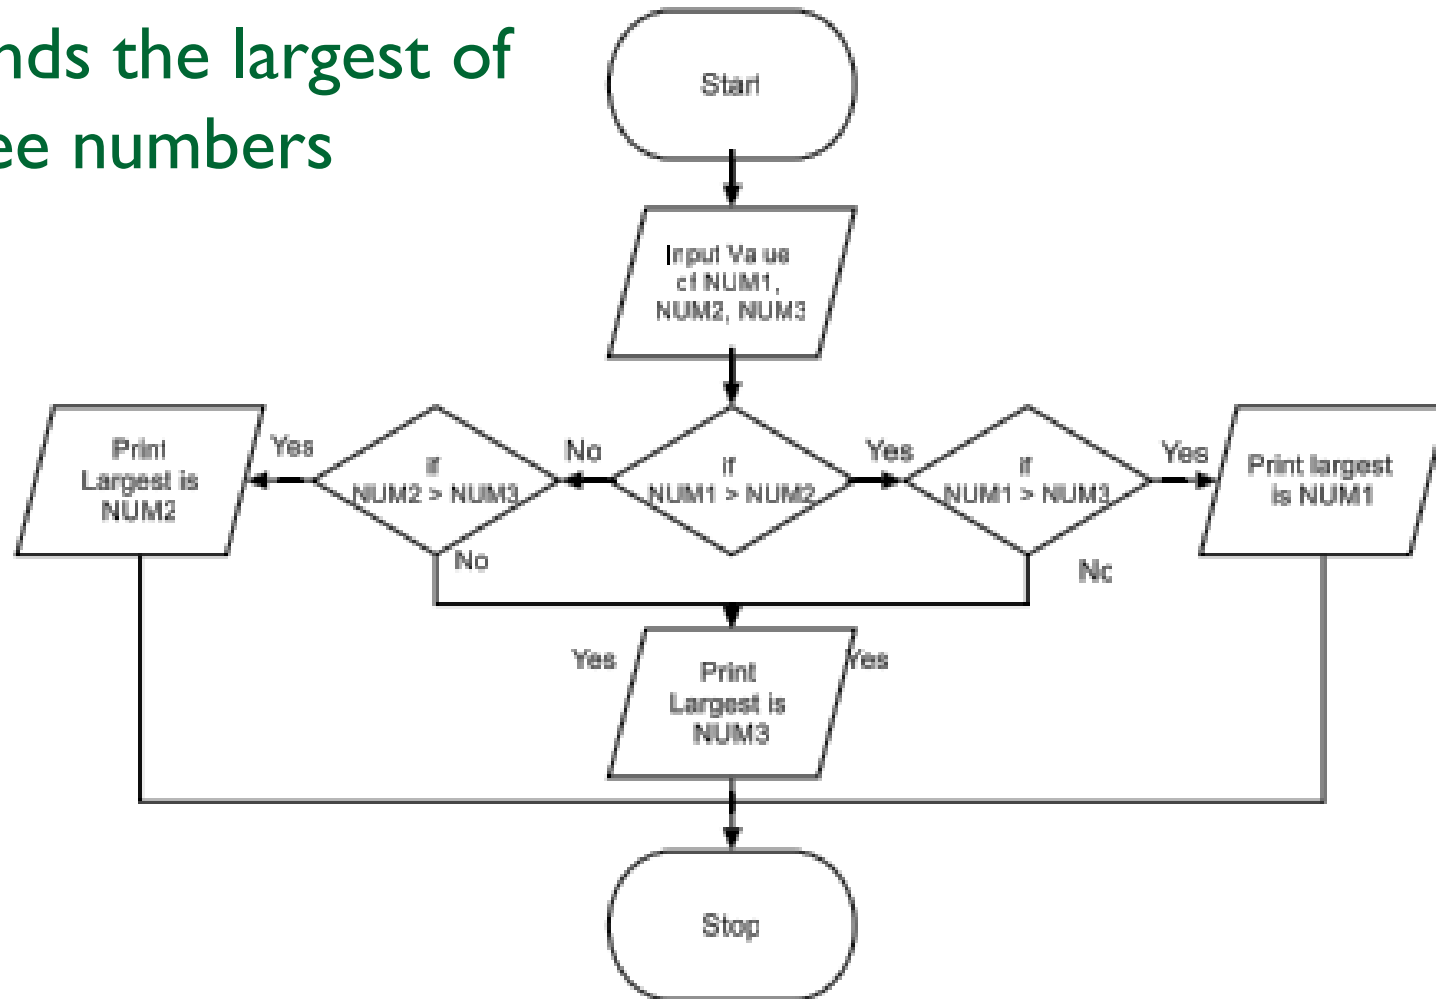 nds the largest of
ee numbers
Start
Input Value
of NUM1,
NUM2, NUM3
Print
Largest is
NUM2
Yes
if
NUM2 > NUM3
No
if
NUM1 > NUM2
Yes
if
NUM1 > NUM3
Yes
Print largest
is NUM1
No
No
Yes
Print
Largest is
NUM3
Yes
Stop